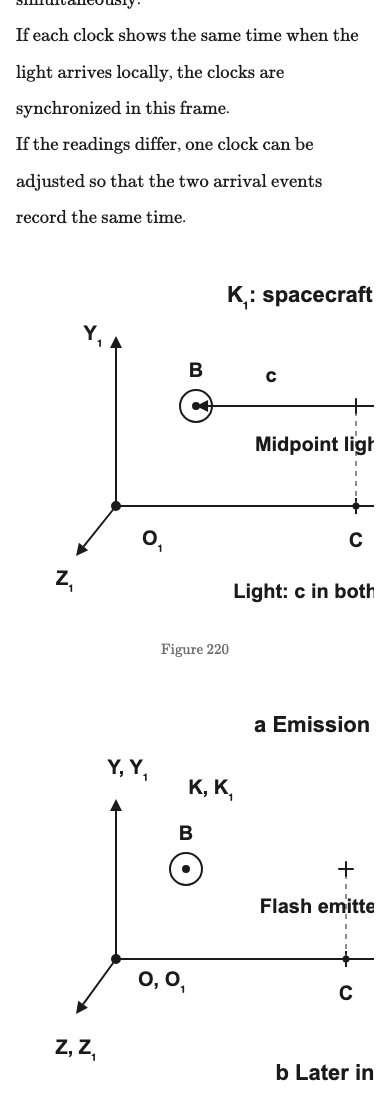 simultaneously.
If each clock shows the same time when the
light arrives locally, the clocks are
synchronized in this frame.
If the readings differ, one clock can be
adjusted so that the two arrival events
record the same time.
K₁: spacecraft
Y₁
B
c
Midpoint ligh
O₁
C
Z₁
Light: c in both
Figure 220
a Emission
Y, Y₁
K, K₁
B
Flash emitte
O, O₁
C
Z, Z₁
b Later in